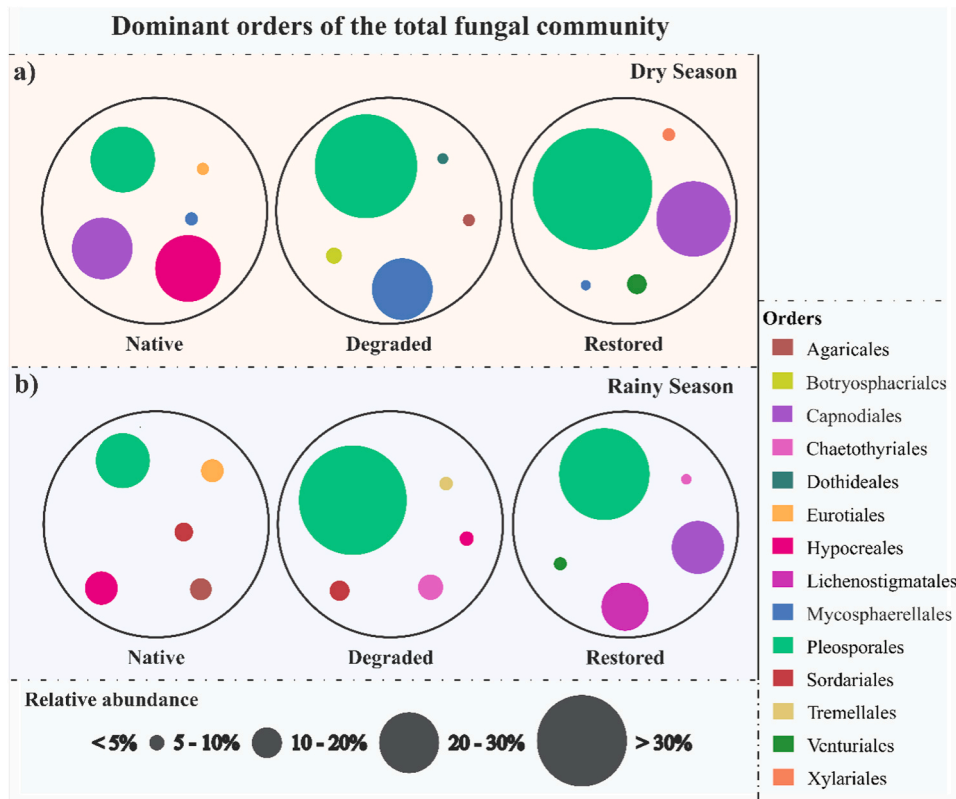 Dominant orders of the total fungal community
a)
Dry Season
Native
Degraded
Restored
b)
Rainy Season
Native
Degraded
Restored
Orders
Agaricales
Botryosphaeriales
Capnodiales
Chaetothyriales
Dothideales
Eurotiales
Hypocreales
Lichenostigmatales
Mycosphaerellales
Pleosporales
Sordariales
Tremellales
Venturiales
Xylariales
Relative abundance
< 5% 5 - 10% 10 - 20% 20 - 30% > 30%